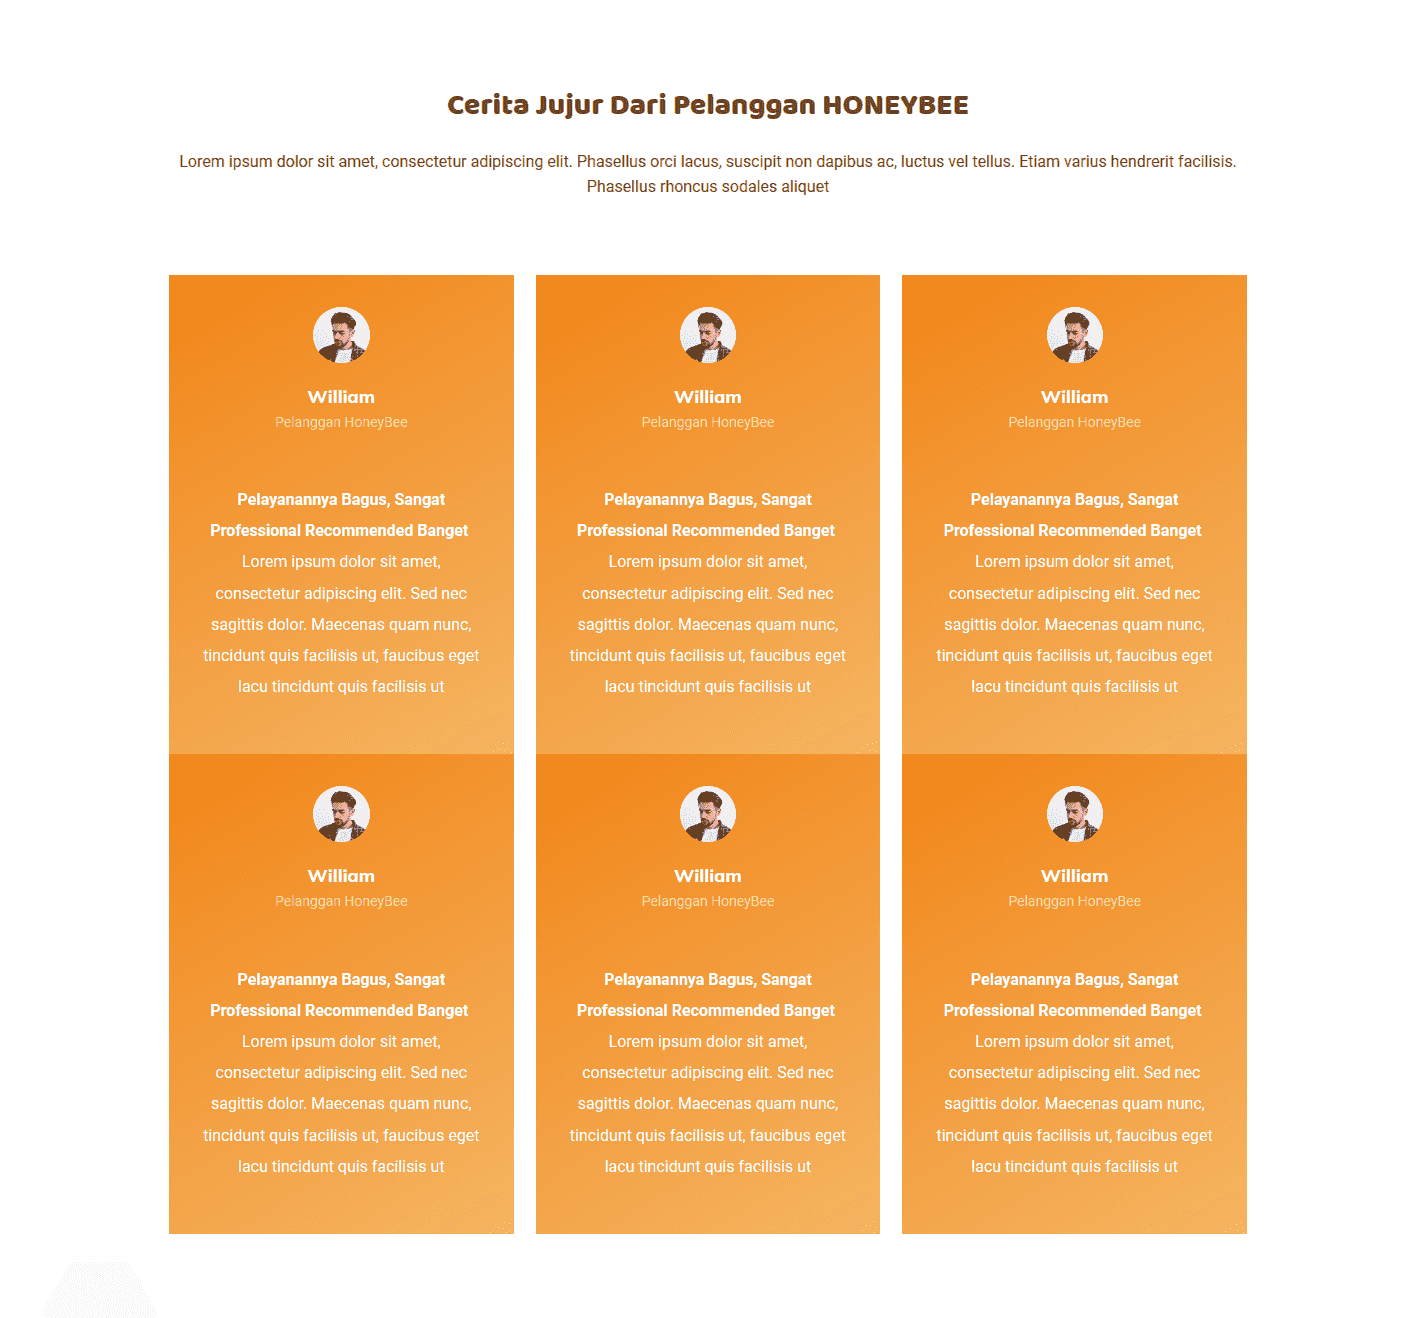 Cerita Jujur Dari Pelanggan HONEYBEE
Lorem ipsum dolor sit amet, consectetur adipiscing elit. Phasellus orci lacus, suscipit non dapibus ac, luctus vel tellus. Etiam varius hendrerit facilisis.
Phasellus rhoncus sodales aliquet
William
Pelanggan HoneyBee
Pelayanannya Bagus, Sangat
Professional Recommended Banget
Lorem ipsum dolor sit amet,
consectetur adipiscing elit. Sed nec
sagittis dolor. Maecenas quam nunc,
tincidunt quis facilisis ut, faucibus eget
lacu tincidunt quis facilisis ut
William
Pelanggan HoneyBee
Pelayanannya Bagus, Sangat
Professional Recommended Banget
Lorem ipsum dolor sit amet,
consectetur adipiscing elit. Sed nec
sagittis dolor. Maecenas quam nunc,
tincidunt quis facilisis ut, faucibus eget
lacu tincidunt quis facilisis ut
William
Pelanggan HoneyBee
Pelayanannya Bagus, Sangat
Professional Recommended Banget
Lorem ipsum dolor sit amet,
consectetur adipiscing elit. Sed nec
sagittis dolor. Maecenas quam nunc,
tincidunt quis facilisis ut, faucibus eget
lacu tincidunt quis facilisis ut
William
Pelanggan HoneyBee
Pelayanannya Bagus, Sangat
Professional Recommended Banget
Lorem ipsum dolor sit amet,
consectetur adipiscing elit. Sed nec
sagittis dolor. Maecenas quam nunc,
tincidunt quis facilisis ut, faucibus eget
lacu tincidunt quis facilisis ut
William
Pelanggan HoneyBee
Pelayanannya Bagus, Sangat
Professional Recommended Banget
Lorem ipsum dolor sit amet,
consectetur adipiscing elit. Sed nec
sagittis dolor. Maecenas quam nunc,
tincidunt quis facilisis ut, faucibus eget
lacu tincidunt quis facilisis ut
William
Pelanggan HoneyBee
Pelayanannya Bagus, Sangat
Professional Recommended Banget
Lorem ipsum dolor sit amet,
consectetur adipiscing elit. Sed nec
sagittis dolor. Maecenas quam nunc,
tincidunt quis facilisis ut, faucibus eget
lacu tincidunt quis facilisis ut